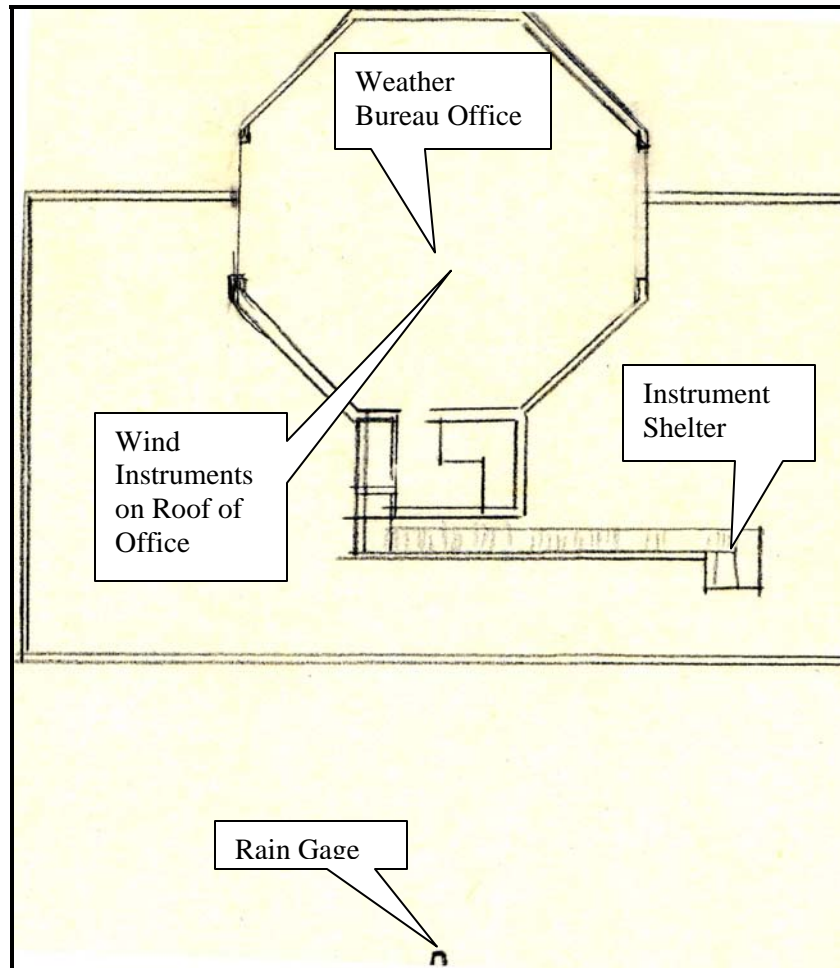 Weather
Bureau Office
Instrument
Shelter
Wind
Instruments
on Roof of
Office
Rain Gage